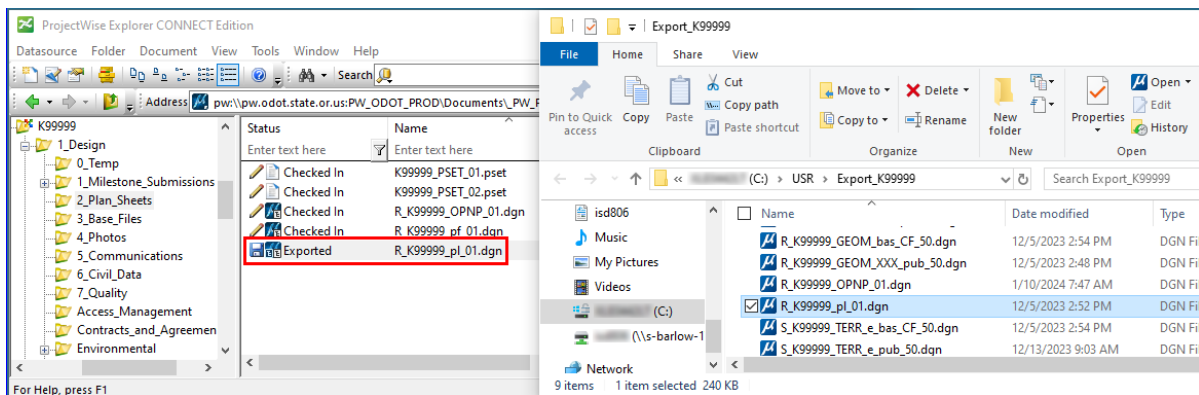 ProjectWise Explorer CONNECT Edition
Datasource Folder Document View Tools Window Help
Search
Address pw:\\pw.odot.state.or.us:PW_ODOT_PROD\Documents\_PW_P
K99999
1_Design
0_Temp
1_Milestone_Submissions
2_Plan_Sheets
3_Base_Files
4_Photos
5_Communications
6_Civil_Data
7_Quality
Access_Management
Contracts_and_Agreemen
Environmental
Status Name
Enter text here Enter text here
Checked In K99999_PSET_01.pset
Checked In K99999_PSET_02.pset
Checked In R_K99999_OPNP_01.dgn
Checked In R_K99999_pf_01.dgn
Exported R_K99999_pl_01.dgn
For Help, press F1
Export_K99999
File Home Share View
Pin to Quick access
Copy
Paste
Cut
Copy path
Paste shortcut
Clipboard
Move to
Copy to
Delete
Rename
Organize
New folder
New
Properties
Open
Edit
History
Open
« (C:) > USR > Export_K99999
Search Export_K99999
isd806
Music
My Pictures
Videos
(C:)
(\\s-barlow-1
Network
Name Date modified Type
R_K99999_GEOM_bas_CF_50.dgn 12/5/2023 2:54 PM DGN Fi
R_K99999_GEOM_XXX_pub_50.dgn 12/5/2023 2:48 PM DGN Fi
R_K99999_OPNP_01.dgn 1/10/2024 7:47 AM DGN Fi
R_K99999_pl_01.dgn 12/5/2023 2:52 PM DGN Fi
S_K99999_TERR_e_bas_CF_50.dgn 12/5/2023 2:54 PM DGN Fi
S_K99999_TERR_e_pub_50.dgn 12/13/2023 9:03 AM DGN Fi
9 items 1 item selected 240 KB